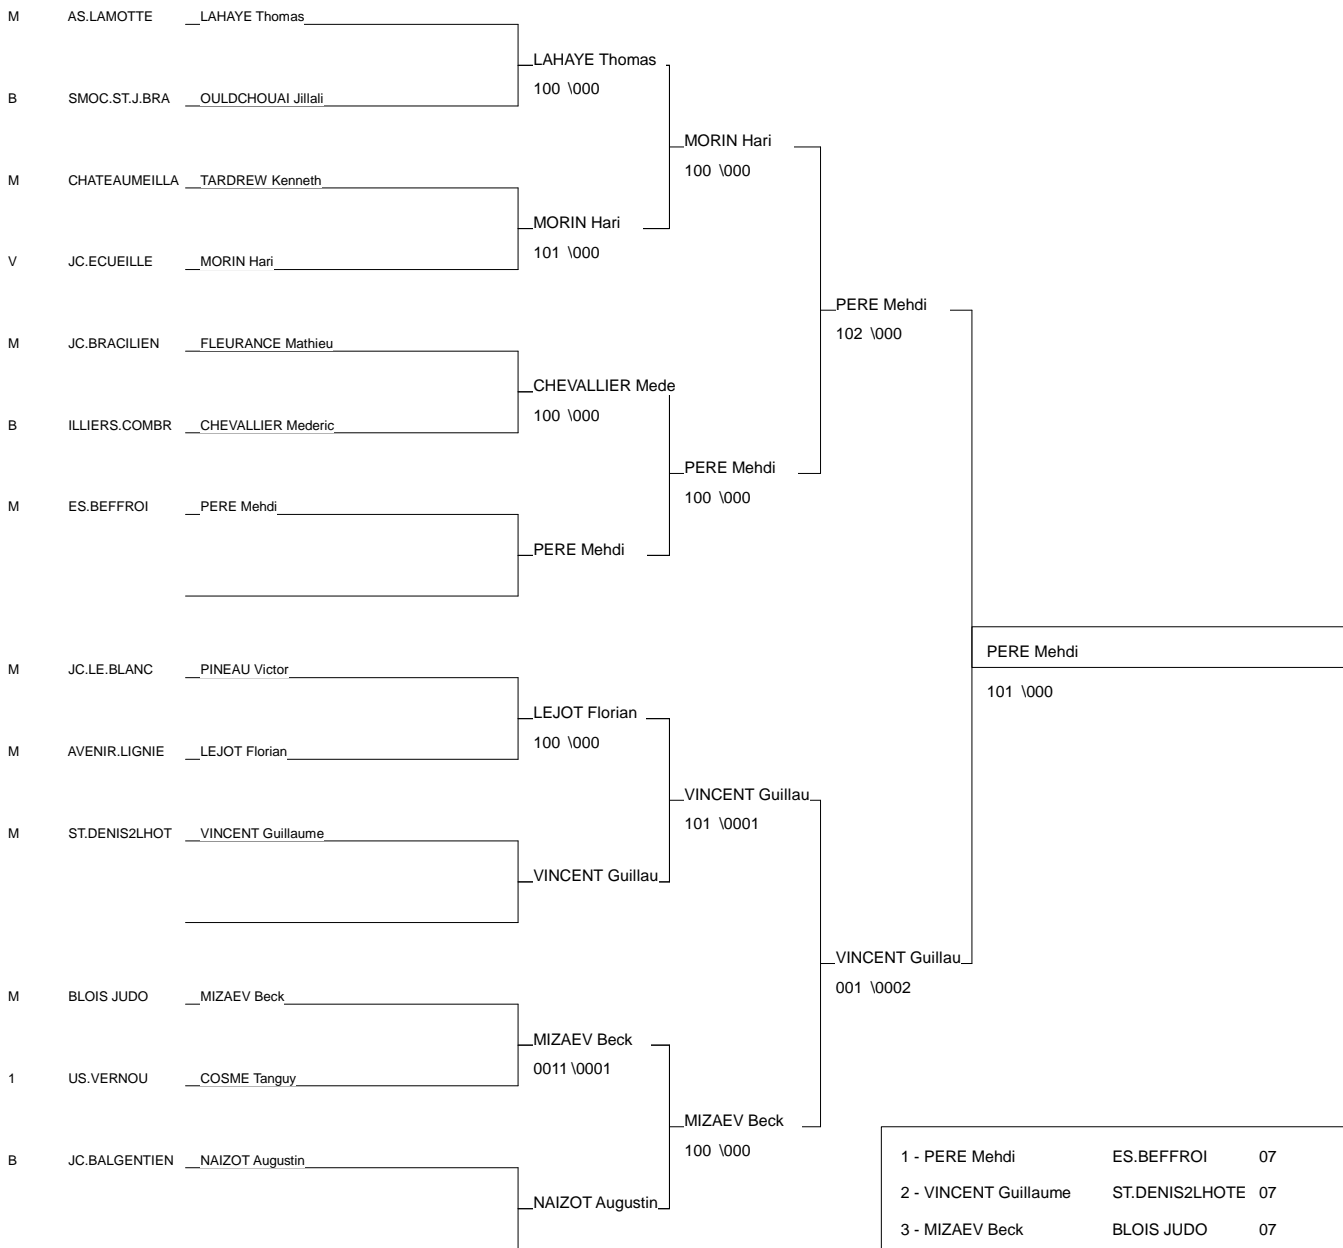 M AS.LAMOTTE LAHAYE Thomas
LAHAYE Thomas
100 \000
B SMOC.ST.J.BRA OULDCHOUAI Jillali
MORIN Hari
100 \000
M CHATEAUMEILLA TARDREW Kenneth
MORIN Hari
101 \000
V JC.ECUEILLE MORIN Hari
PERE Mehdi
102 \000
M JC.BRACILIEN FLEURANCE Mathieu
CHEVALLIER Mede
100 \000
B ILLIERS.COMBR CHEVALLIER Mederic
PERE Mehdi
100 \000
M ES.BEFFROI PERE Mehdi
PERE Mehdi
PERE Mehdi
101 \000
M JC.LE.BLANC PINEAU Victor
LEJOT Florian
100 \000
M AVENIR.LIGNIE LEJOT Florian
VINCENT Guillau
101 \0001
M ST.DENIS2LHOT VINCENT Guillaume
VINCENT Guillau
VINCENT Guillau
001 \0002
M BLOIS JUDO MIZAEV Beck
MIZAEV Beck
0011 \0001
1 US.VERNOU COSME Tanguy
MIZAEV Beck
100 \000
B JC.BALGENTIEN NAIZOT Augustin
NAIZOT Augustin
1 - PERE Mehdi ES.BEFFROI 07
2 - VINCENT Guillaume ST.DENIS2LHOTE 07
3 - MIZAEV Beck BLOIS JUDO 07